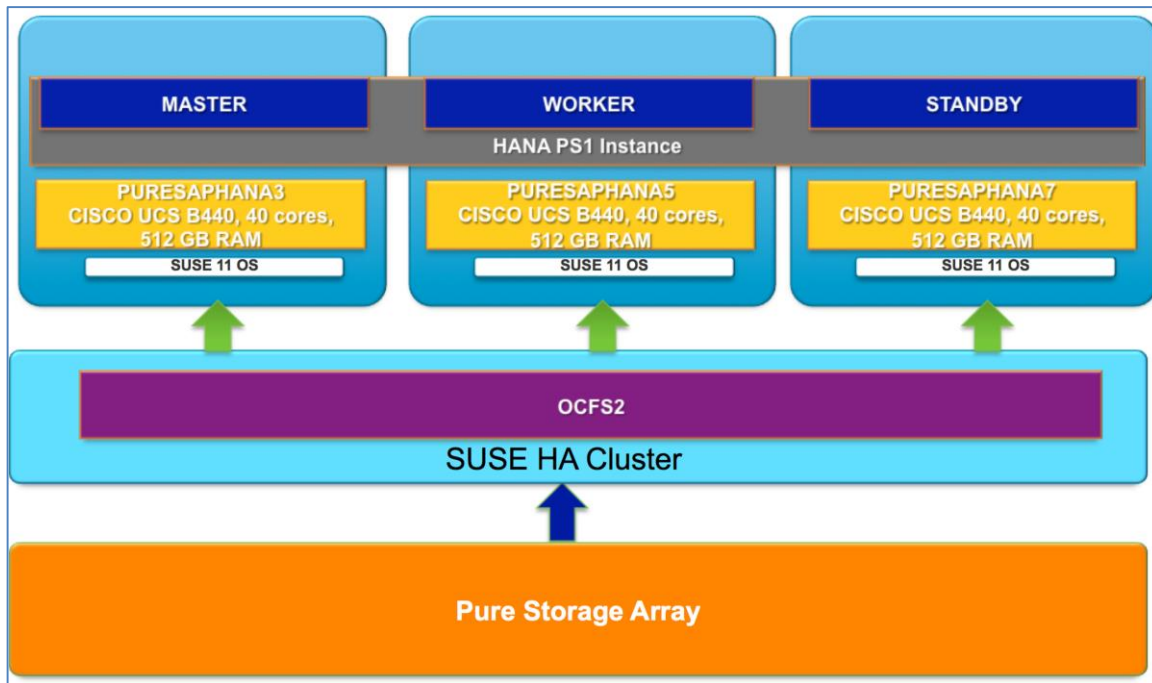 MASTER
WORKER
STANDBY
HANA PS1 Instance
PURESAPHANA3
CISCO UCS B440, 40 cores,
512 GB RAM
SUSE 11 OS
PURESAPHANA5
CISCO UCS B440, 40 cores,
512 GB RAM
SUSE 11 OS
PURESAPHANA7
CISCO UCS B440, 40 cores,
512 GB RAM
SUSE 11 OS
OCFS2
SUSE HA Cluster
Pure Storage Array